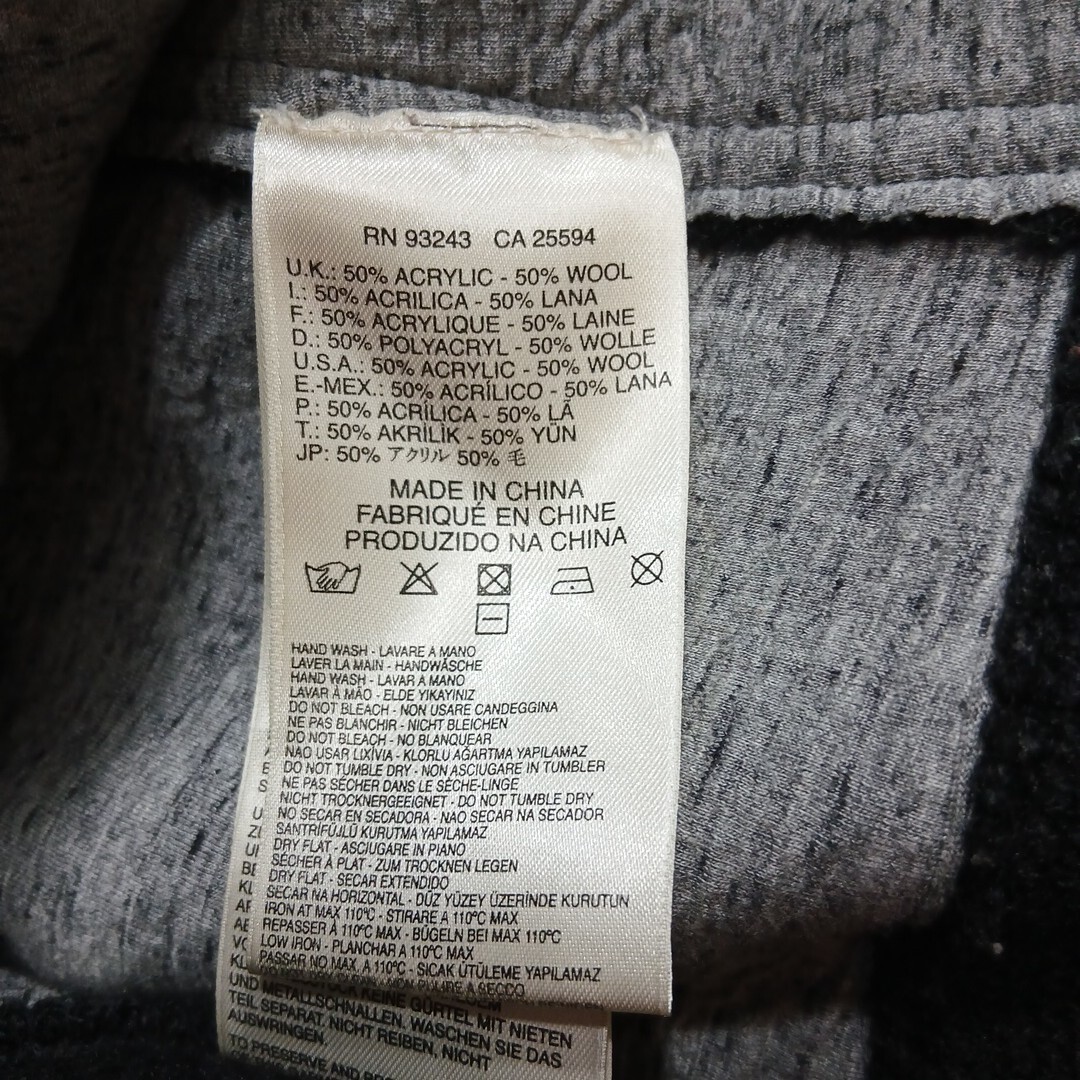 RN 93243 CA 25594
U.K.: 50% ACRYLIC - 50% WOOL
I.: 50% ACRILICA - 50% LANA
F.: 50% ACRYLIQUE - 50% LAINE
D.: 50% POLYACRYL - 50% WOLLE
U.S.A.: 50% ACRYLIC - 50% WOOL
E.-MEX.: 50% ACRÍLICO - 50% LANA
P.: 50% ACRÍLICA - 50% LÃ
T.: 50% AKRİLİK - 50% YÜN
JP: 50% アクリル 50% 毛
MADE IN CHINA
FABRIQUÉ EN CHINE
PRODUZIDO NA CHINA
HAND WASH - LAVARE A MANO
LAVER LA MAIN - HANDWÄSCHE
HAND WASH - LAVAR A MANO
LAVAR À MÃO - ELDE YIKAYINIZ
DO NOT BLEACH - NON USARE CANDEGGINA
NE PAS BLANCHIR - NICHT BLEICHEN
DO NOT BLEACH - NO BLANQUEAR
NÃO USAR LIXÍVIA - KLORLU AĞARTMA YAPILAMAZ
DO NOT TUMBLE DRY - NON ASCIUGARE IN TUMBLER
NE PAS SÉCHER DANS LE SÈCHE-LINGE
NICHT TROCKNERGEEIGNET - DO NOT TUMBLE DRY
NO SECAR EN SECADORA - NÃO SECAR NA SECADOR
SANTRİFÜJLÜ KURUTMA YAPILAMAZ
DRY FLAT - ASCIUGARE IN PIANO
SÉCHER À PLAT - ZUM TROCKNEN LEGEN
DRY FLAT - SECAR EXTENDIDO
SECAR NA HORIZONTAL - DÜZ YÜZEY ÜZERİNDE KURUTUN
IRON AT MAX 110°C - STIRARE A 110°C MAX
REPASSER À 110°C MAX - BÜGELN BEI MAX 110°C
LOW IRON - PLANCHAR A 110°C MAX
PASSAR NO MAX. A 110°C - SICAK ÜTÜLEME YAPILAMAZ
UND METALLSCHNALLEN. WASCHEN SIE DAS
TEIL SEPARAT. NICHT REIBEN, NICHT
AUSWRINGEN.
TO PRESERVE AND